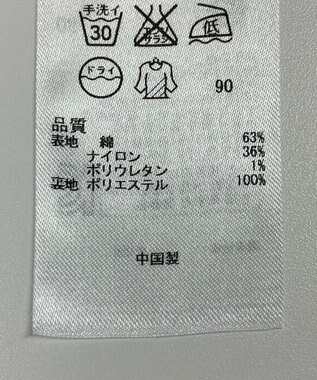 手洗イ
30
エンソ
サラシ
低
ドライ
90
品質
表地 綿 63%
ナイロン 36%
ポリウレタン 1%
裏地 ポリエステル 100%
中国製